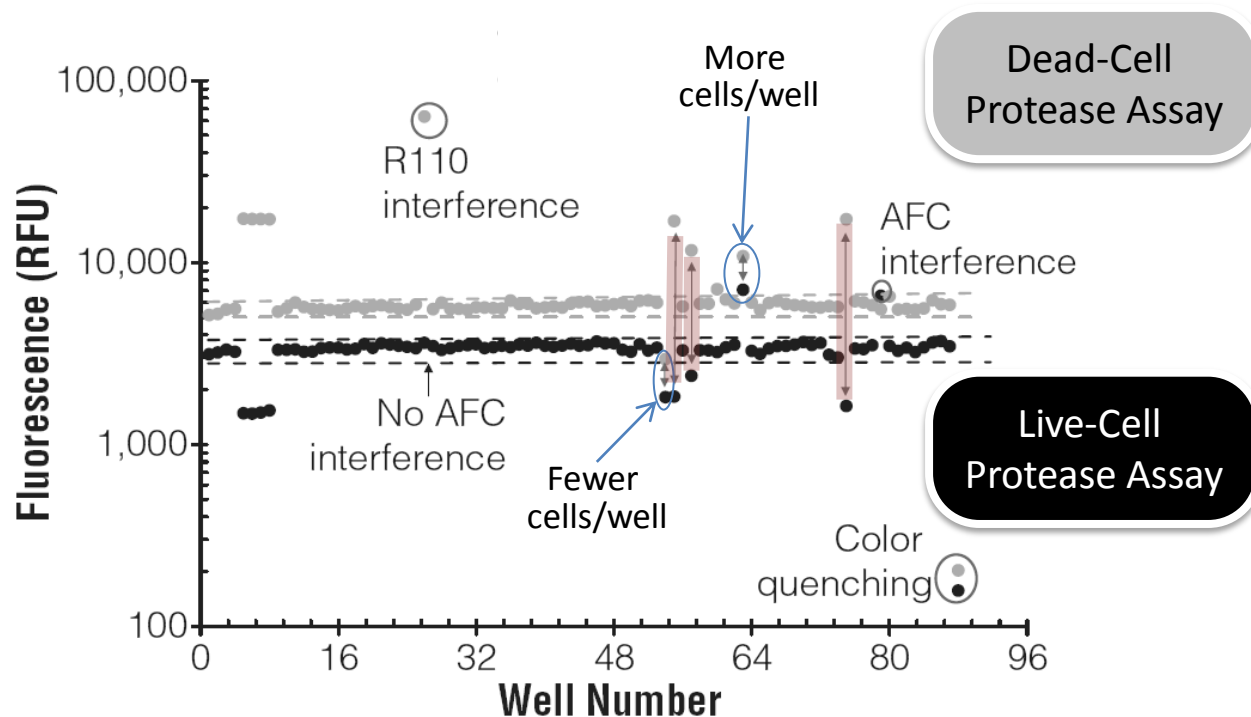 More
cells/well
Dead-Cell
Protease Assay
100,000
R110
interference
AFC
interference
10,000
Fluorescence (RFU)
No AFC
interference
1,000
Live-Cell
Protease Assay
Fewer
cells/well
Color
quenching
100
0 16 32 48 64 80 96
Well Number